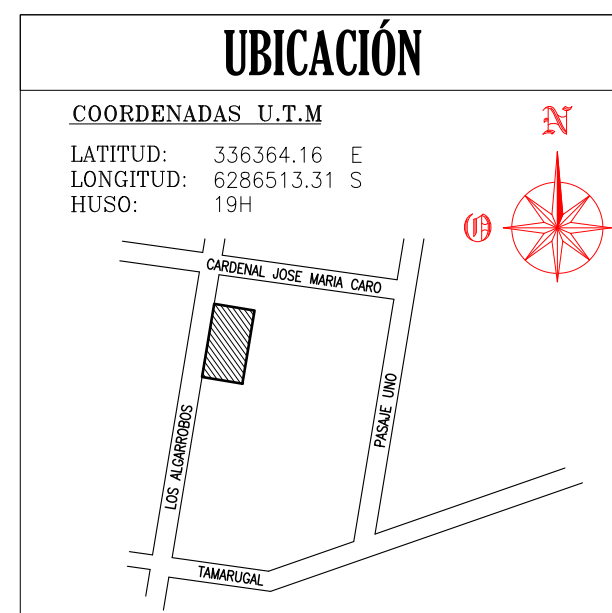 UBICACIÓN
COORDENADAS U.T.M
N
LATITUD: 336364.16 E
LONGITUD: 6286513.31 S
HUSO: 19H
O
CARDENAL JOSE MARIA CARO
PASAJE UNO
LOS ALGARROBOS
TAMARUGAL